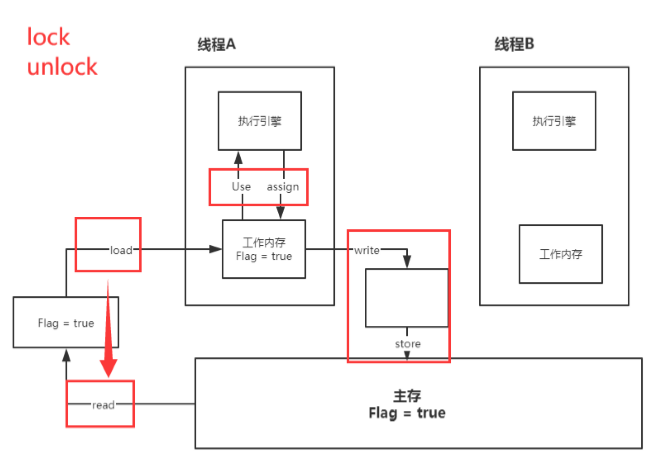 lock
unlock
线程A
线程B
执行引擎
执行引擎
Use
assign
load
工作内存
Flag = true
write
工作内存
Flag = true
store
read
主存
Flag = true